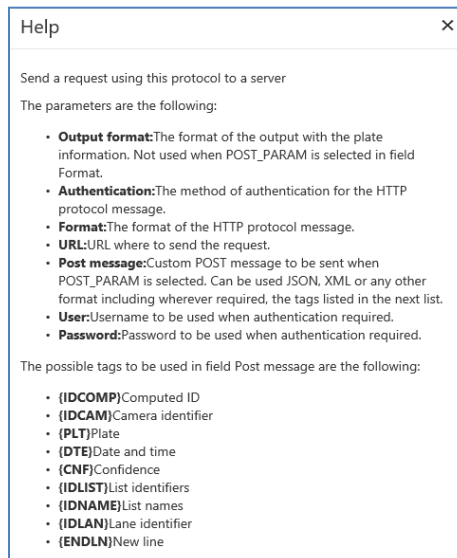 Help ×
Send a request using this protocol to a server
The parameters are the following:
• Output format:The format of the output with the plate
information. Not used when POST_PARAM is selected in field
Format.
• Authentication:The method of authentication for the HTTP
protocol message.
• Format:The format of the HTTP protocol message.
• URL:URL where to send the request.
• Post message:Custom POST message to be sent when
POST_PARAM is selected. Can be used JSON, XML or any other
format including wherever required, the tags listed in the next list.
• User:Username to be used when authentication required.
• Password:Password to be used when authentication required.
The possible tags to be used in field Post message are the following:
• {IDCOMP}Computed ID
• {IDCAM}Camera identifier
• {PLT}Plate
• {DTE}Date and time
• {CNF}Confidence
• {IDLIST}List identifiers
• {IDNAME}List names
• {IDLAN}Lane identifier
• {ENDLN}New line